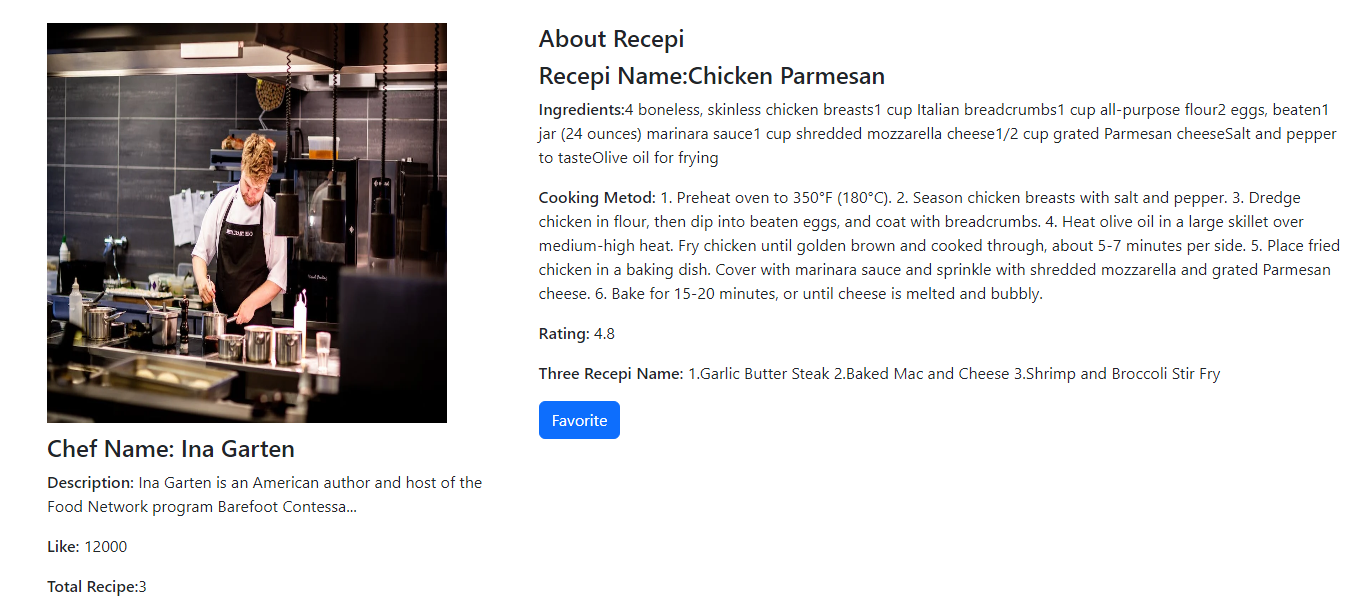 Chef Name: Ina Garten
Description: Ina Garten is an American author and host of the
Food Network program Barefoot Contessa...
Like: 12000
Total Recipe:3
About Recepi
Recepi Name:Chicken Parmesan
Ingredients:4 boneless, skinless chicken breasts1 cup Italian breadcrumbs1 cup all-purpose flour2 eggs, beaten1
jar (24 ounces) marinara sauce1 cup shredded mozzarella cheese1/2 cup grated Parmesan cheeseSalt and pepper
to tasteOlive oil for frying
Cooking Metod: 1. Preheat oven to 350°F (180°C). 2. Season chicken breasts with salt and pepper. 3. Dredge
chicken in flour, then dip into beaten eggs, and coat with breadcrumbs. 4. Heat olive oil in a large skillet over
medium-high heat. Fry chicken until golden brown and cooked through, about 5-7 minutes per side. 5. Place fried
chicken in a baking dish. Cover with marinara sauce and sprinkle with shredded mozzarella and grated Parmesan
cheese. 6. Bake for 15-20 minutes, or until cheese is melted and bubbly.
Rating: 4.8
Three Recepi Name: 1.Garlic Butter Steak 2.Baked Mac and Cheese 3.Shrimp and Broccoli Stir Fry
Favorite